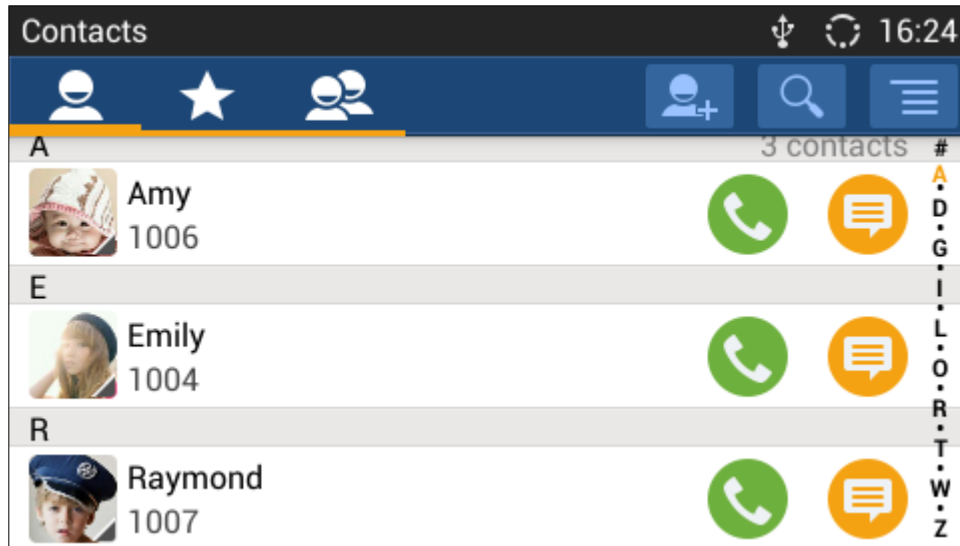 Contacts 16:24
A 3 contacts
Amy
1006
E
Emily
1004
R
Raymond
1007
#
A
•
D
•
G
•
I
•
L
•
O
•
R
•
T
•
W
•
Z